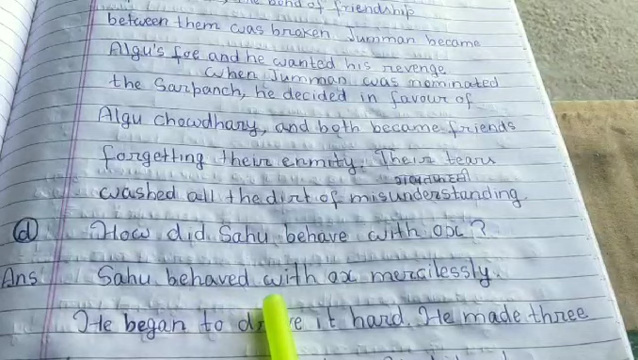 bond of friendship
between them was broken. Jumman became
Algu's foe and he wanted his revenge
when Jumman was nominated
the Sarpanch, he decided in favour of
Algu chowdhary, and both became friends
forgetting their enmity. Their tears
washed all the dirt of misunderstanding
(d) How did Sahu behave with ox?
Ans Sahu behaved with ox mercilessly.
He began to drive it hard. He made three